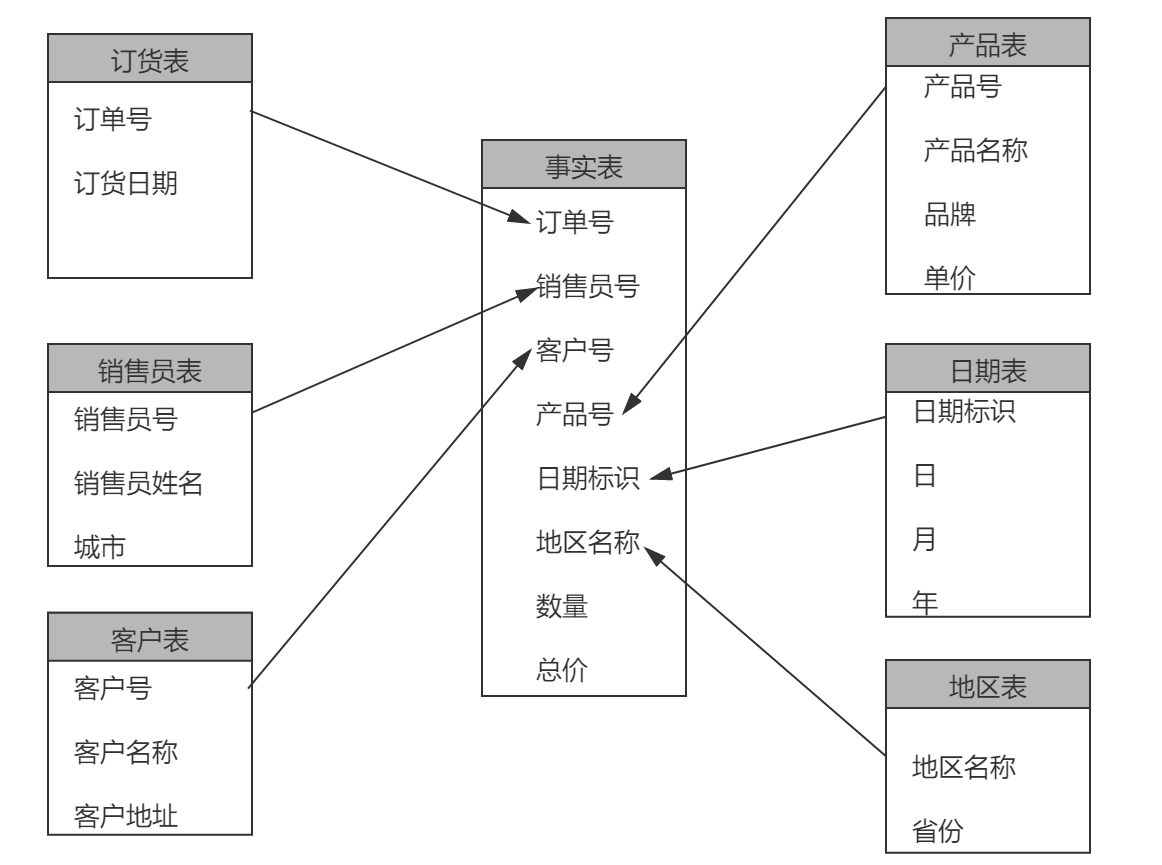 订货表
订单号
订货日期
销售员表
销售员号
销售员姓名
城市
客户表
客户号
客户名称
客户地址
事实表
订单号
销售员号
客户号
产品号
日期标识
地区名称
数量
总价
产品表
产品号
产品名称
品牌
单价
日期表
日期标识
日
月
年
地区表
地区名称
省份